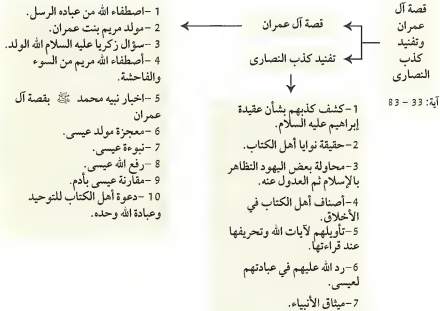 قصة آل
عمران
وتفنيد
كذب
النصارى
آية: 33 – 83
قصة آل عمران
تفنيد كذب النصارى
1 –اصطفاء الله من عباده الرسل.
2 – مولد مريم بنت عمران.
3 –سؤال زكريا عليه السلام الله الولد.
4 –أصطفاء الله مريم من السوء
والفاحشة.
5 –اخبار نبيه محمد ﷺ بقصة آل
عمران
6 –معجزة مولد عيسى.
7 –نبوءة عيسى.
8 – رفع الله عيسى.
9 –مقارنة عيسى بأدم.
10 –دعوة أهل الكتاب للتوحيد
وعبادة الله وحده.
1 –كشف كذبهم بشأن عقيدة
إبراهيم عليه السلام.
2–حقيقة نوايا أهل الكتاب.
3–محاولة بعض اليهود التظاهر
بالإسلام ثم العدول عنه.
4–أصناف أهل الكتاب في
الأخلاق.
5–تأويلهم لآيات الله وتحريفها
عند قراءتها.
6–رد الله عليهم في عبادتهم
لعيسى.
7–ميثاق الأنبياء.